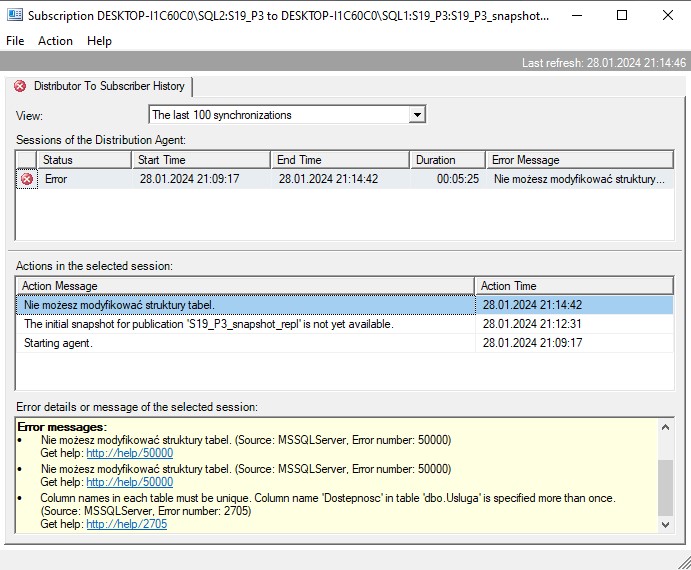 Subscription DESKTOP-I1C60C0\SQL2:S19_P3 to DESKTOP-I1C60C0\SQL1:S19_P3:S19_P3_snapshot...
File Action Help
Last refresh: 28.01.2024 21:14:46
Distributor To Subscriber History
View: The last 100 synchronizations
Sessions of the Distribution Agent:
Status Start Time End Time Duration Error Message
Error 28.01.2024 21:09:17 28.01.2024 21:14:42 00:05:25 Nie możesz modyfikować struktury...
Actions in the selected session:
Action Message Action Time
Nie możesz modyfikować struktury tabel. 28.01.2024 21:14:42
The initial snapshot for publication 'S19_P3_snapshot_repl' is not yet available. 28.01.2024 21:12:31
Starting agent. 28.01.2024 21:09:17
Error details or message of the selected session:
Error messages:
• Nie możesz modyfikować struktury tabel. (Source: MSSQLServer, Error number: 50000)
Get help: http://help/50000
• Nie możesz modyfikować struktury tabel. (Source: MSSQLServer, Error number: 50000)
Get help: http://help/50000
• Column names in each table must be unique. Column name 'Dostepnosc' in table 'dbo.Usluga' is specified more than once.
(Source: MSSQLServer, Error number: 2705)
Get help: http://help/2705